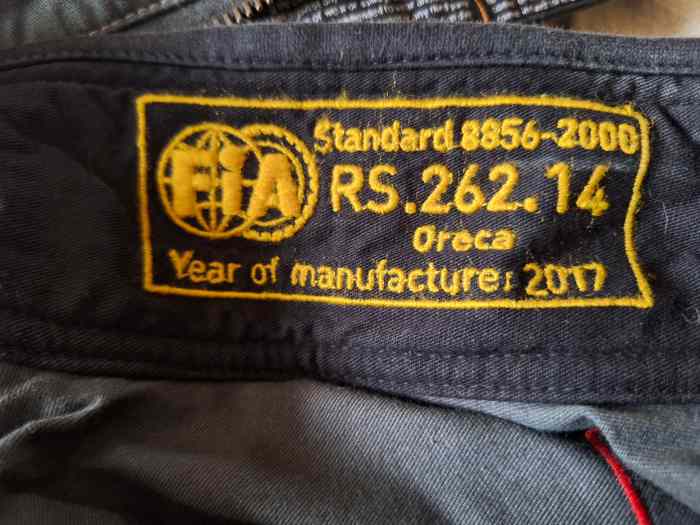 FIA
Standard 8856-2000
RS.262.14
Oreca
Year of manufacture: 2017